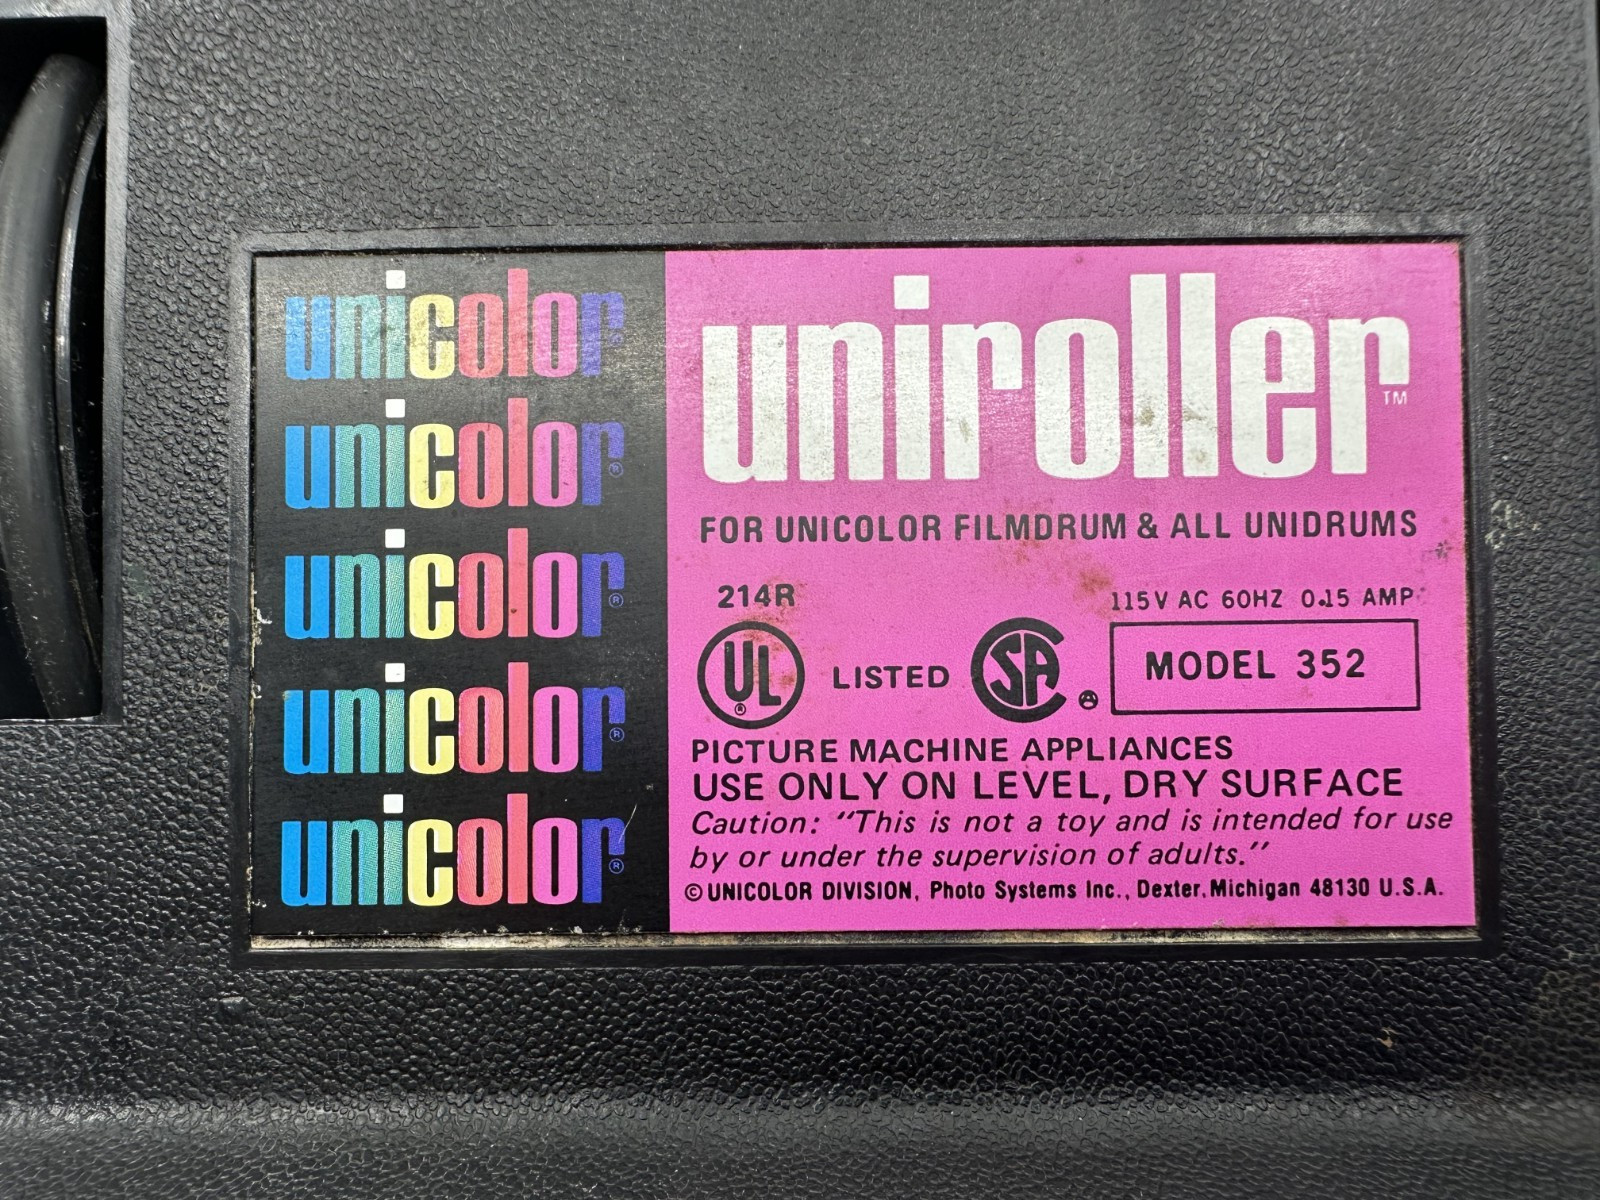 unicolor®
unicolor®
unicolor®
unicolor®
unicolor®
uniroller™
FOR UNICOLOR FILMDRUM & ALL UNIDRUMS
214R
115V AC 60HZ 0.15 AMP.
UL® LISTED SA®
MODEL 352
PICTURE MACHINE APPLIANCES
USE ONLY ON LEVEL, DRY SURFACE
Caution: "This is not a toy and is intended for use
by or under the supervision of adults."
© UNICOLOR DIVISION, Photo Systems Inc., Dexter, Michigan 48130 U.S.A.